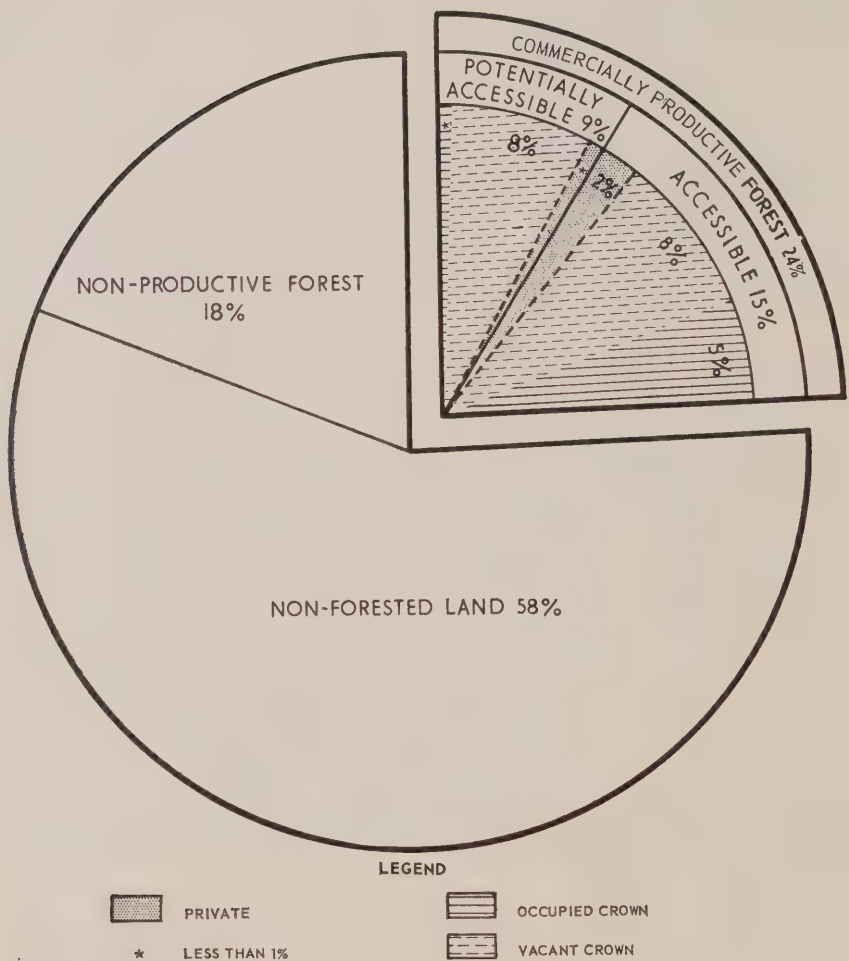 COMMERCIALLY PRODUCTIVE FOREST 24%
POTENTIALLY
ACCESSIBLE 9%
ACCESSIBLE 15%
*
8%
*
2%
8%
5%
NON-PRODUCTIVE FOREST
18%
NON-FORESTED LAND 58%
LEGEND
PRIVATE
OCCUPIED CROWN
* LESS THAN 1%
VACANT CROWN